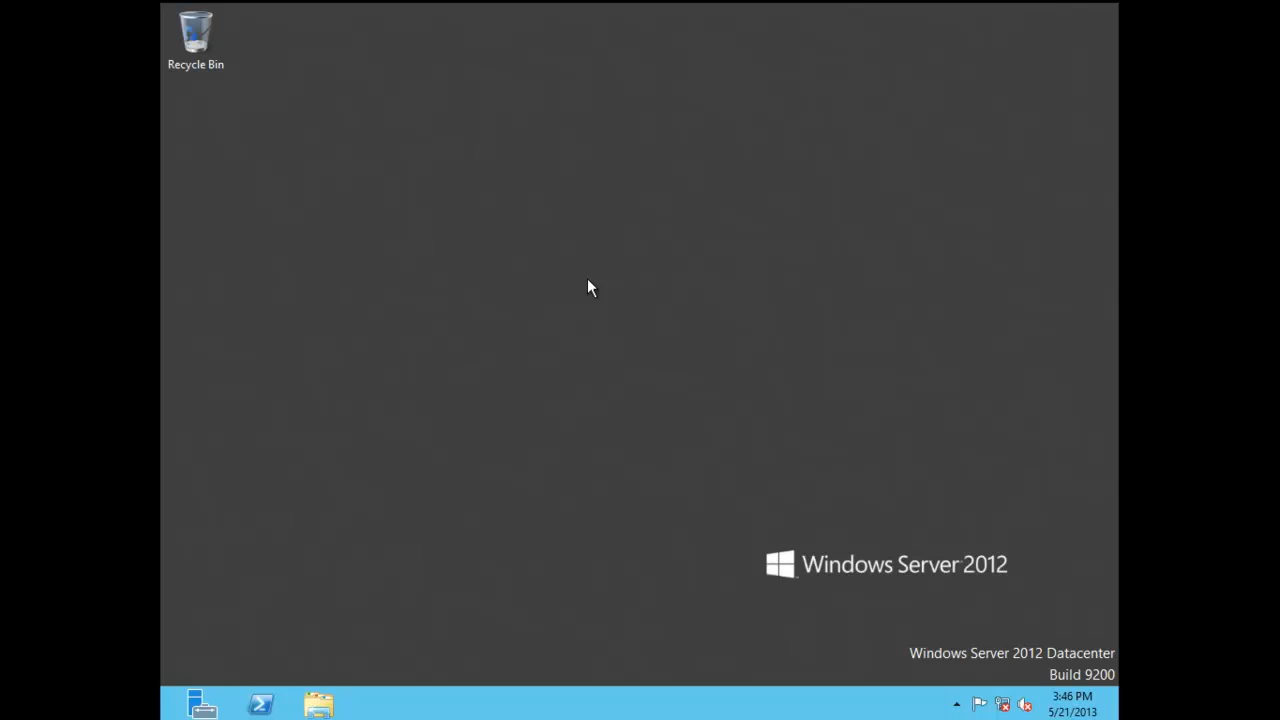 Recycle Bin
Windows Server 2012
Windows Server 2012 Datacenter
Build 9200
3:46 PM
5/21/2013